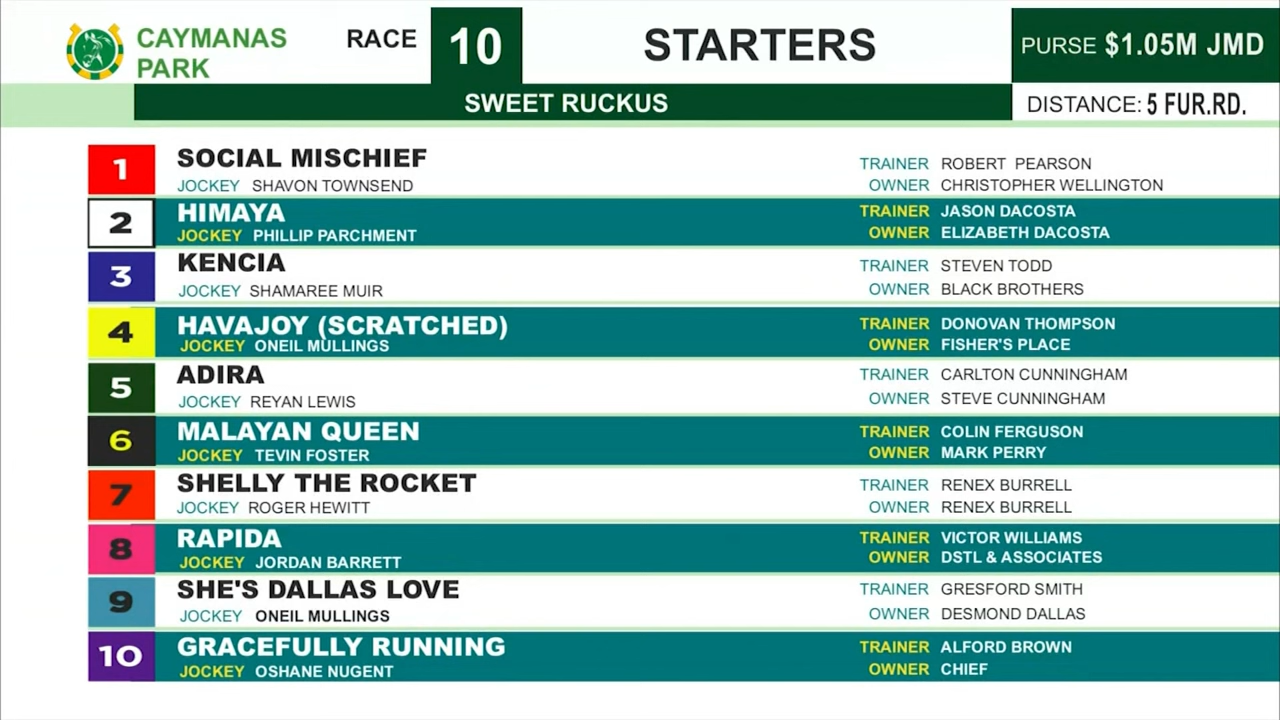 CAYMANAS PARK RACE 10 STARTERS PURSE $1.05M JMD
SWEET RUCKUS DISTANCE: 5 FUR.RD.
1 SOCIAL MISCHIEF TRAINER ROBERT PEARSON
JOCKEY SHAVON TOWNSEND OWNER CHRISTOPHER WELLINGTON
2 HIMAYA TRAINER JASON DACOSTA
JOCKEY PHILLIP PARCHMENT OWNER ELIZABETH DACOSTA
3 KENCIA TRAINER STEVEN TODD
JOCKEY SHAMAREE MUIR OWNER BLACK BROTHERS
4 HAVAJOY (SCRATCHED) TRAINER DONOVAN THOMPSON
JOCKEY ONEIL MULLINGS OWNER FISHER'S PLACE
5 ADIRA TRAINER CARLTON CUNNINGHAM
JOCKEY REYAN LEWIS OWNER STEVE CUNNINGHAM
6 MALAYAN QUEEN TRAINER COLIN FERGUSON
JOCKEY TEVIN FOSTER OWNER MARK PERRY
7 SHELLY THE ROCKET TRAINER RENEX BURRELL
JOCKEY ROGER HEWITT OWNER RENEX BURRELL
8 RAPIDA TRAINER VICTOR WILLIAMS
JOCKEY JORDAN BARRETT OWNER DSTL & ASSOCIATES
9 SHE'S DALLAS LOVE TRAINER GRESFORD SMITH
JOCKEY ONEIL MULLINGS OWNER DESMOND DALLAS
10 GRACEFULLY RUNNING TRAINER ALFORD BROWN
JOCKEY OSHANE NUGENT OWNER CHIEF